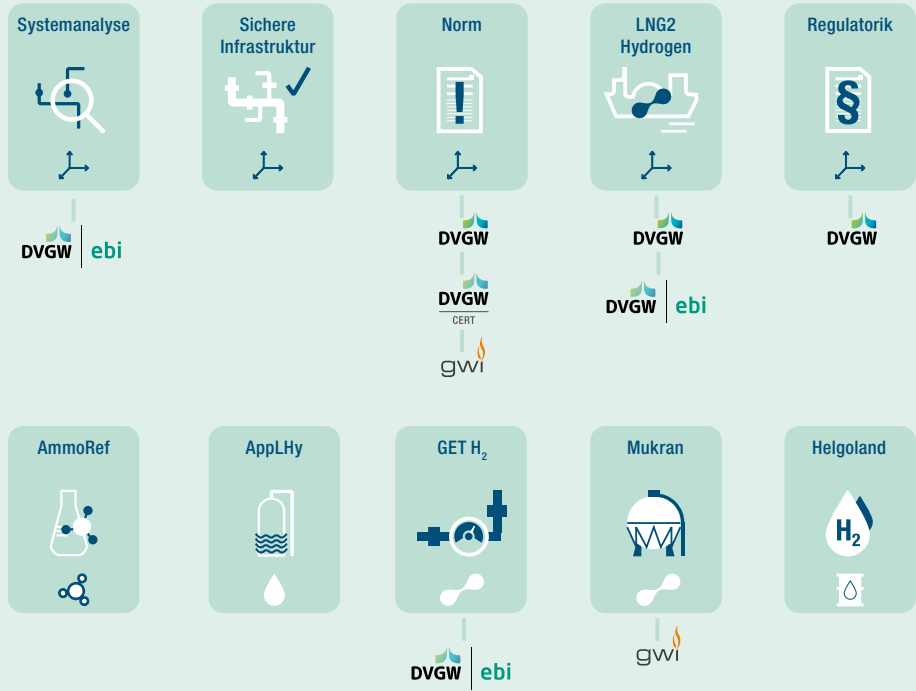 Systemanalyse
Sichere
Infrastruktur
Norm
LNG2
Hydrogen
Regulatorik
!
§
DVGW | ebi
DVGW
DVGW
DVGW
DVGW
CERT
DVGW | ebi
gwi
AmmoRef
AppLHy
GET H₂
Mukran
Helgoland
H₂
DVGW | ebi
gwi